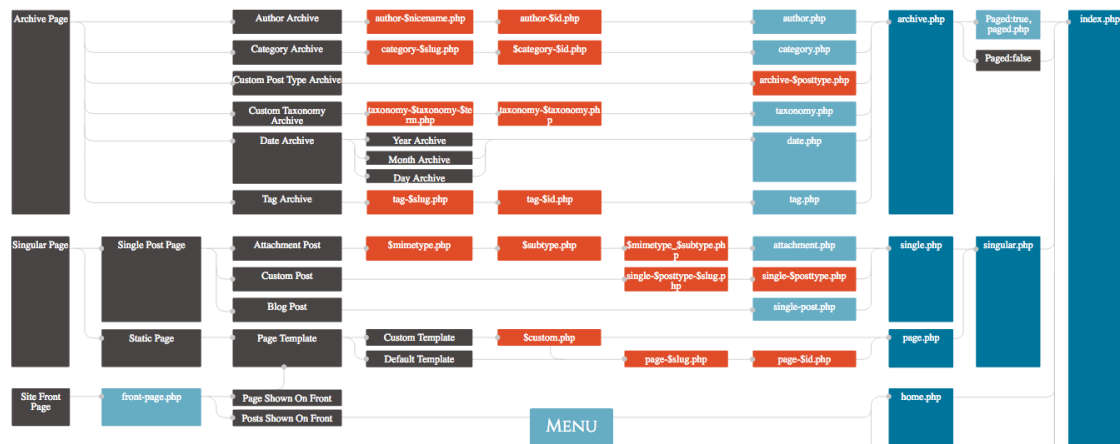 Archive Page
Author Archive
author-$nicename.php
author-$id.php
author.php
archive.php
Paged:true,
paged.php
index.php
Category Archive
category-$slug.php
$category-$id.php
category.php
Paged:false
Custom Post Type Archive
archive-$posttype.php
Custom Taxonomy
Archive
taxonomy-$taxonomy-$te
rm.php
taxonomy-$taxonomy.ph
p
taxonomy.php
Date Archive
Year Archive
date.php
Month Archive
Day Archive
Tag Archive
tag-$slug.php
tag-$id.php
tag.php
Singular Page
Single Post Page
Attachment Post
$mimetype.php
$subtype.php
$mimetype_$subtype.ph
p
attachment.php
single.php
singular.php
Custom Post
single-$posttype-$slug.p
hp
single-$posttype.php
Blog Post
single-post.php
Static Page
Page Template
Custom Template
$custom.php
page.php
Default Template
page-$slug.php
page-$id.php
Site Front
Page
front-page.php
Page Shown On Front
home.php
Posts Shown On Front
MENU